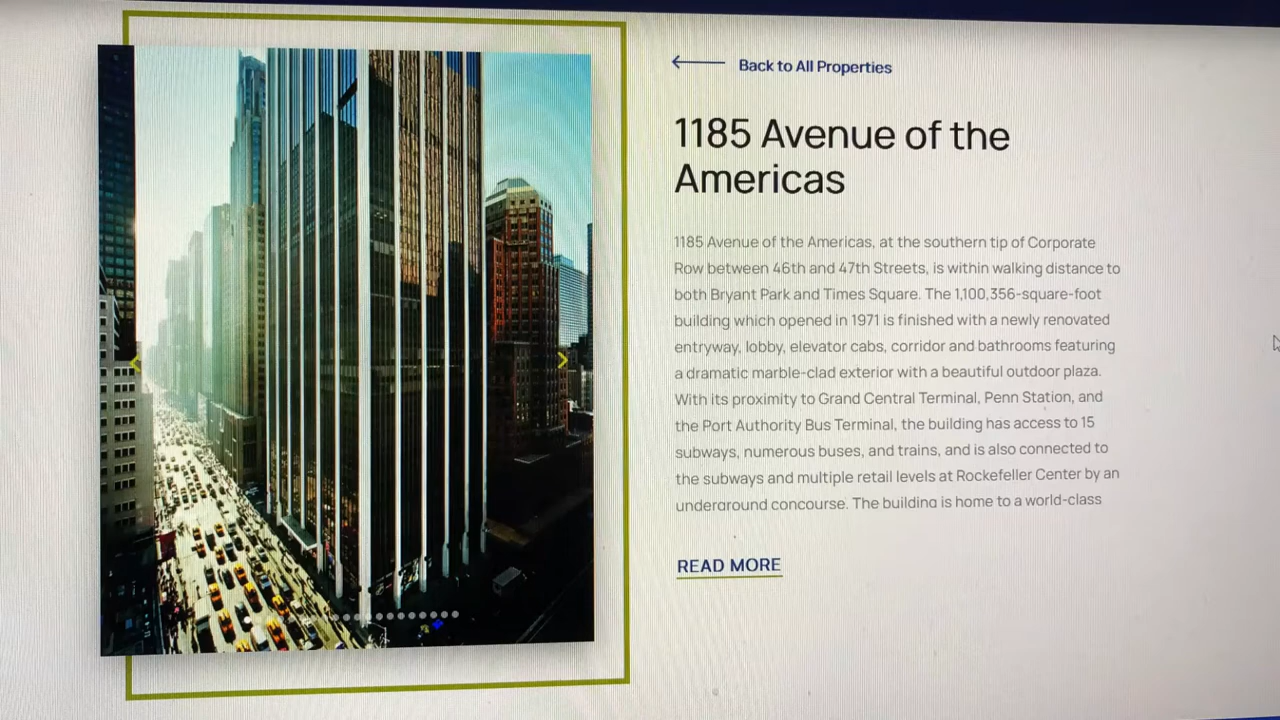 Back to All Properties
1185 Avenue of the
Americas
1185 Avenue of the Americas, at the southern tip of Corporate
Row between 46th and 47th Streets, is within walking distance to
both Bryant Park and Times Square. The 1,100,356-square-foot
building which opened in 1971 is finished with a newly renovated
entryway, lobby, elevator cabs, corridor and bathrooms featuring
a dramatic marble-clad exterior with a beautiful outdoor plaza.
With its proximity to Grand Central Terminal, Penn Station, and
the Port Authority Bus Terminal, the building has access to 15
subways, numerous buses, and trains, and is also connected to
the subways and multiple retail levels at Rockefeller Center by an
underground concourse. The building is home to a world-class
READ MORE